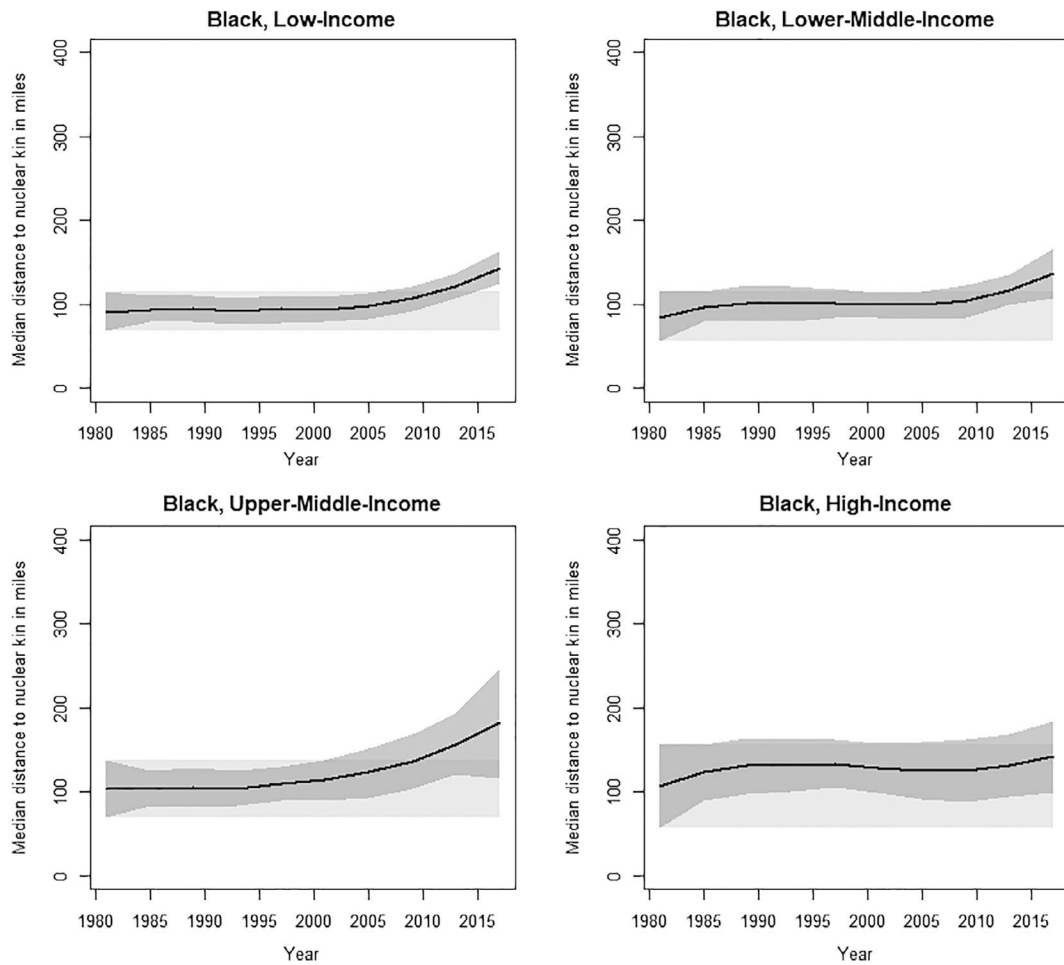 Black, Low-Income
Median distance to nuclear kin in miles
400
300
200
100
0
1980 1985 1990 1995 2000 2005 2010 2015
Year
Black, Lower-Middle-Income
Median distance to nuclear kin in miles
400
300
200
100
0
1980 1985 1990 1995 2000 2005 2010 2015
Year
Black, Upper-Middle-Income
Median distance to nuclear kin in miles
400
300
200
100
0
1980 1985 1990 1995 2000 2005 2010 2015
Year
Black, High-Income
Median distance to nuclear kin in miles
400
300
200
100
0
1980 1985 1990 1995 2000 2005 2010 2015
Year